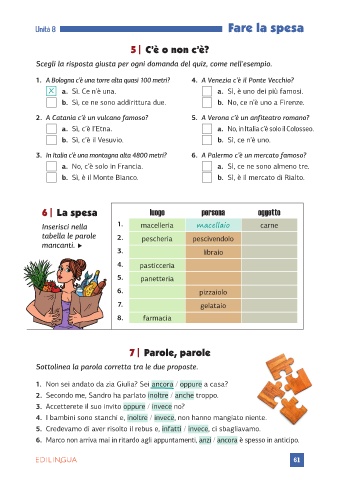 Unità 8
Fare la spesa
5 | C'è o non c'è?
Scegli la risposta giusta per ogni domanda del quiz, come nell'esempio.
1. A Bologna c'è una torre alta quasi 100 metri?
X a. Sì. Ce n'è una.
b. Sì, ce ne sono addirittura due.
2. A Catania c'è un vulcano famoso?
a. Sì, c'è l'Etna.
b. Sì, c'è il Vesuvio.
3. In Italia c'è una montagna alta 4800 metri?
a. No, c'è solo in Francia.
b. Sì, è il Monte Bianco.
4. A Venezia c'è il Ponte Vecchio?
a. Sì, è uno dei più famosi.
b. No, ce n'è uno a Firenze.
5. A Verona c'è un anfiteatro romano?
a. No, in Italia c'è solo il Colosseo.
b. Sì, ce n'è uno.
6. A Palermo c'è un mercato famoso?
a. Sì, ce ne sono almeno tre.
b. Sì, è il mercato di Rialto.
6 | La spesa
Inserisci nella
tabella le parole
mancanti. ▶
luogo persona oggetto
1. macelleria macellaio carne
2. pescheria pescivendolo
3. libraio
4. pasticceria
5. panetteria
6. pizzaiolo
7. gelataio
8. farmacia
7 | Parole, parole
Sottolinea la parola corretta tra le due proposte.
1. Non sei andato da zia Giulia? Sei ancora / oppure a casa?
2. Secondo me, Sandro ha parlato inoltre / anche troppo.
3. Accetterete il suo invito oppure / invece no?
4. I bambini sono stanchi e, inoltre / invece, non hanno mangiato niente.
5. Credevamo di aver risolto il rebus e, infatti / invece, ci sbagliavamo.
6. Marco non arriva mai in ritardo agli appuntamenti, anzi / ancora è spesso in anticipo.
EDILINGUA
61